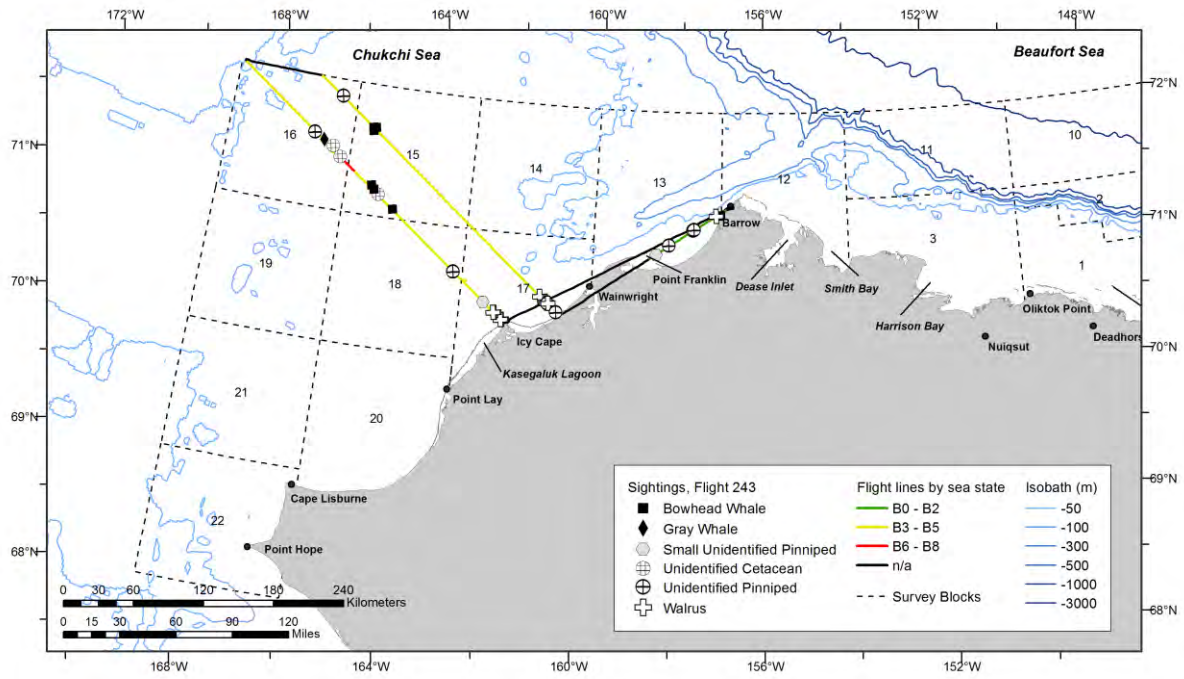 172°W
168°W
164°W
160°W
156°W
152°W
148°W
Chukchi Sea
Beaufort Sea
72°N
71°N
71°N
70°N
70°N
69°N
69°N
68°N
68°N
16
15
14
13
12
11
10
2
3
1
19
18
17
21
20
22
Barrow
Point Franklin
Wainwright
Dease Inlet
Smith Bay
Harrison Bay
Oliktok Point
Nuiqsut
Deadhors
Icy Cape
Kasegaluk Lagoon
Point Lay
Cape Lisburne
Point Hope
0 30 60 120 180 240
Kilometers
0 15 30 60 90 120
Miles
Sightings, Flight 243
Bowhead Whale
Gray Whale
Small Unidentified Pinniped
Unidentified Cetacean
Unidentified Pinniped
Walrus
Flight lines by sea state
B0 - B2
B3 - B5
B6 - B8
n/a
Survey Blocks
Isobath (m)
-50
-100
-300
-500
-1000
-3000
168°W
164°W
160°W
156°W
152°W